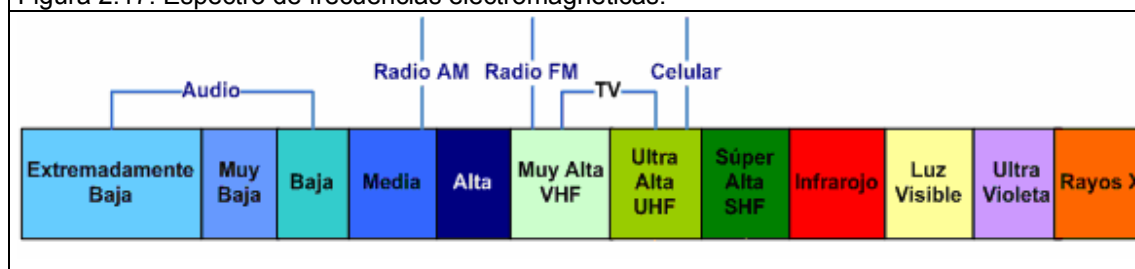 Figura 2.17. Espectro de frecuencias electromagnéticas.
Radio AM Radio FM Celular
Audio TV
Extremadamente Baja
Muy Baja
Baja
Media
Alta
Muy Alta VHF
Ultra Alta UHF
Súper Alta SHF
Infrarojo
Luz Visible
Ultra Violeta
Rayos X